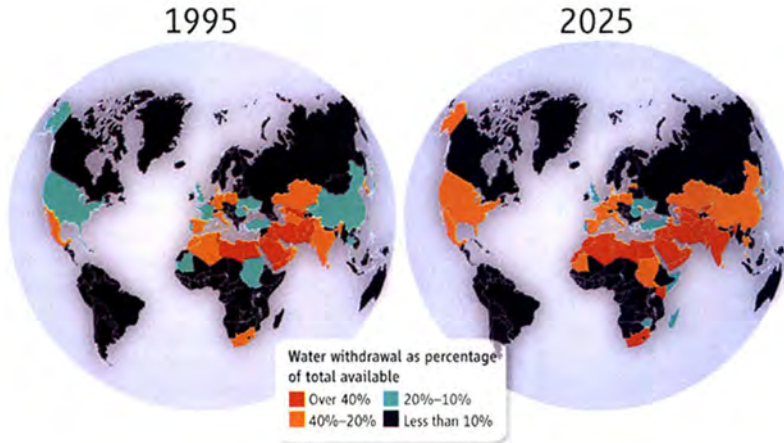 1995
2025
Water withdrawal as percentage
of total available
Over 40%
20%–10%
40%–20%
Less than 10%